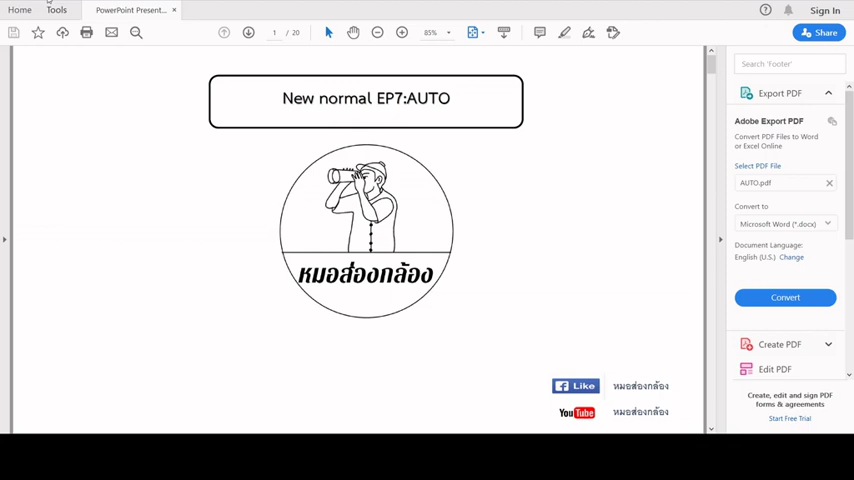 Home
Tools
PowerPoint Present...
×
Sign In
1 / 20
85%
Share
New normal EP7:AUTO
หมอส่องกล้อง
Like
หมอส่องกล้อง
YouTube
หมอส่องกล้อง
Search 'Footer'
Export PDF
Adobe Export PDF
Convert PDF Files to Word
or Excel Online
Select PDF File
AUTO.pdf
Convert to
Microsoft Word (*.docx)
Document Language:
English (U.S.) Change
Convert
Create PDF
Edit PDF
Create, edit and sign PDF
forms & agreements
Start Free Trial